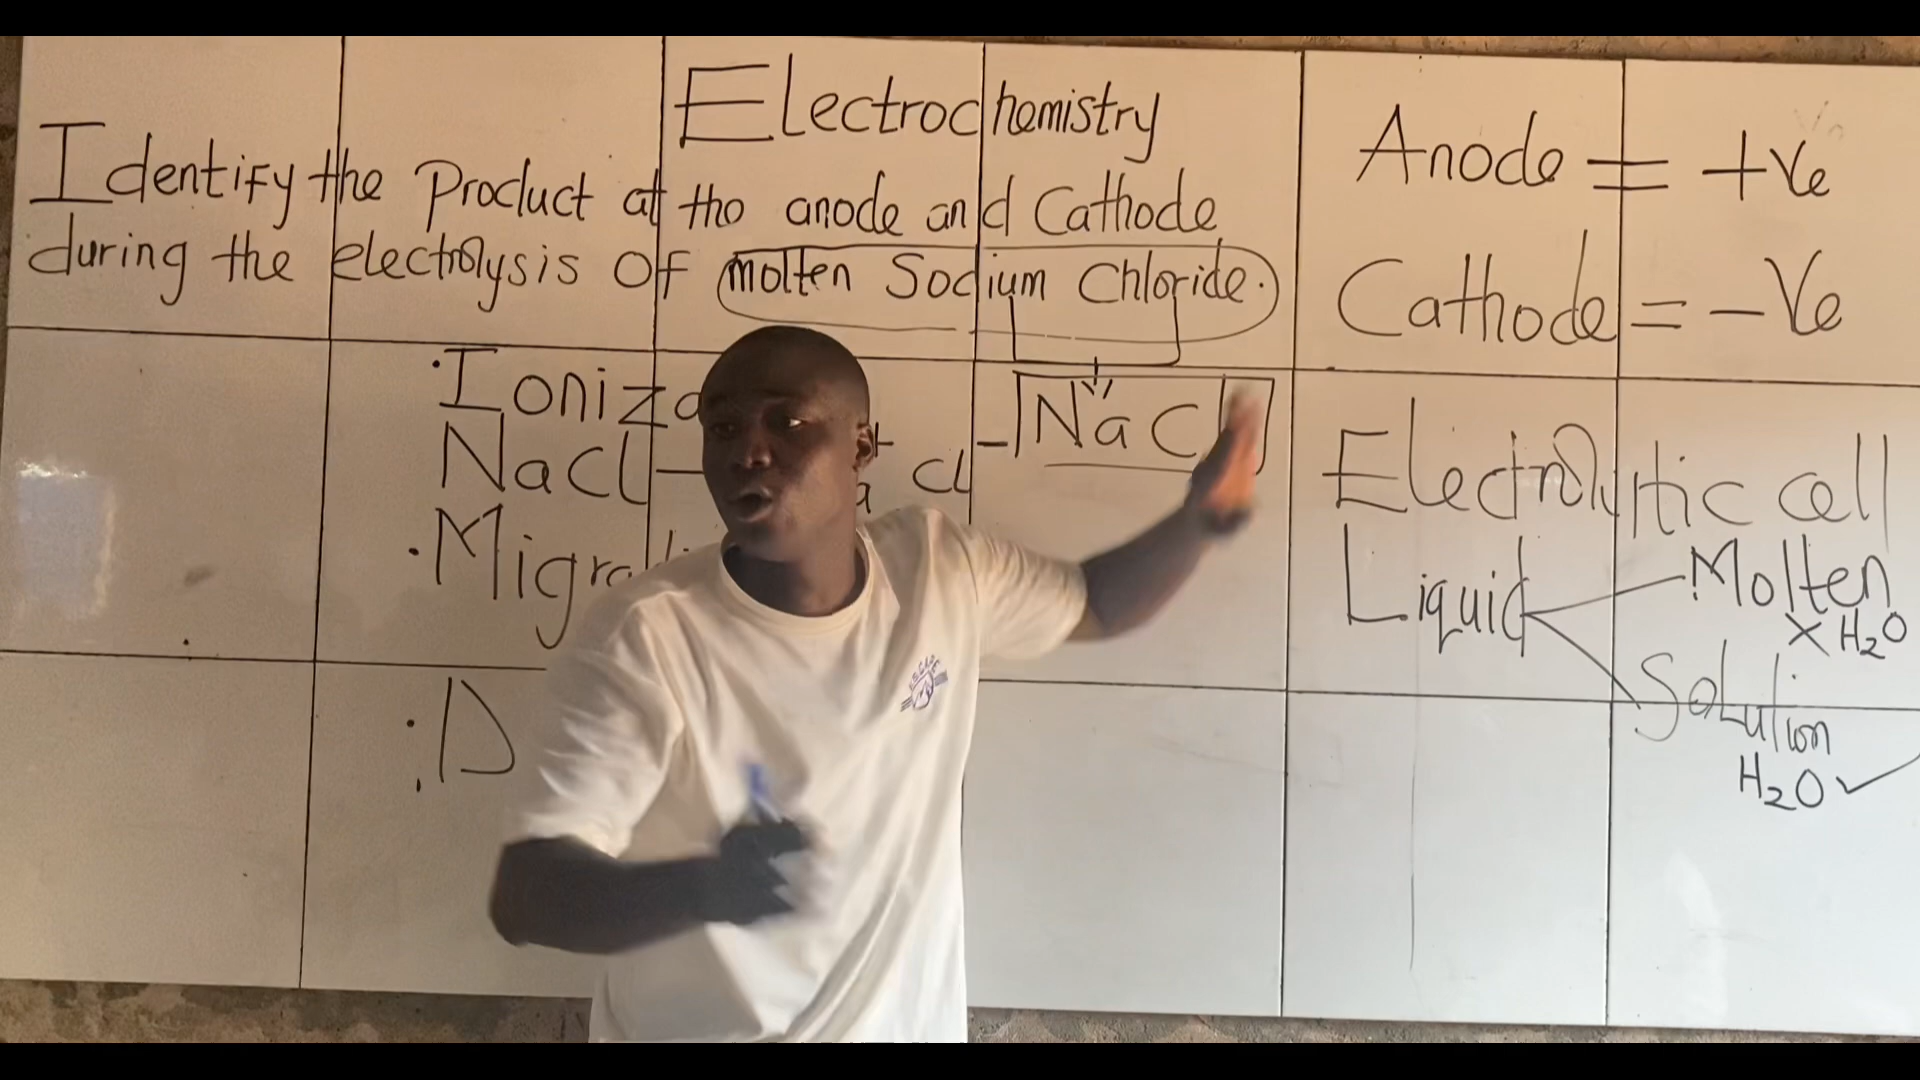 Electrochemistry
Identify the Product at the anode and Cathode
during the electrolysis OF molten Sodium Chloride.
Anode = +Ve
Cathode = -Ve
NaCl
Electrolytic cell
Liquid
Molten
X H2O
Solution
H2O ✓
·Ioniza
NaCl
Cl-
·Migra
:D